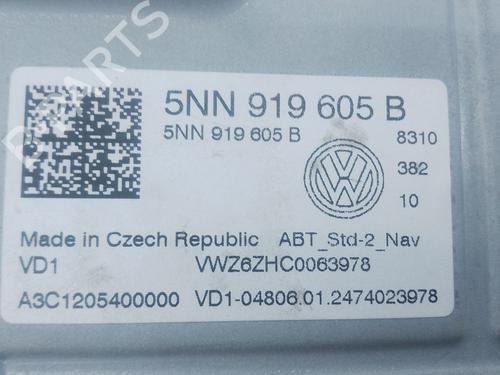 5NN 919 605 B
5NN 919 605 B
8310
382
10
Made in Czech Republic ABT_Std-2_Nav
VD1 VWZ6ZHC0063978
A3C1205400000 VD1-04806.01.2474023978